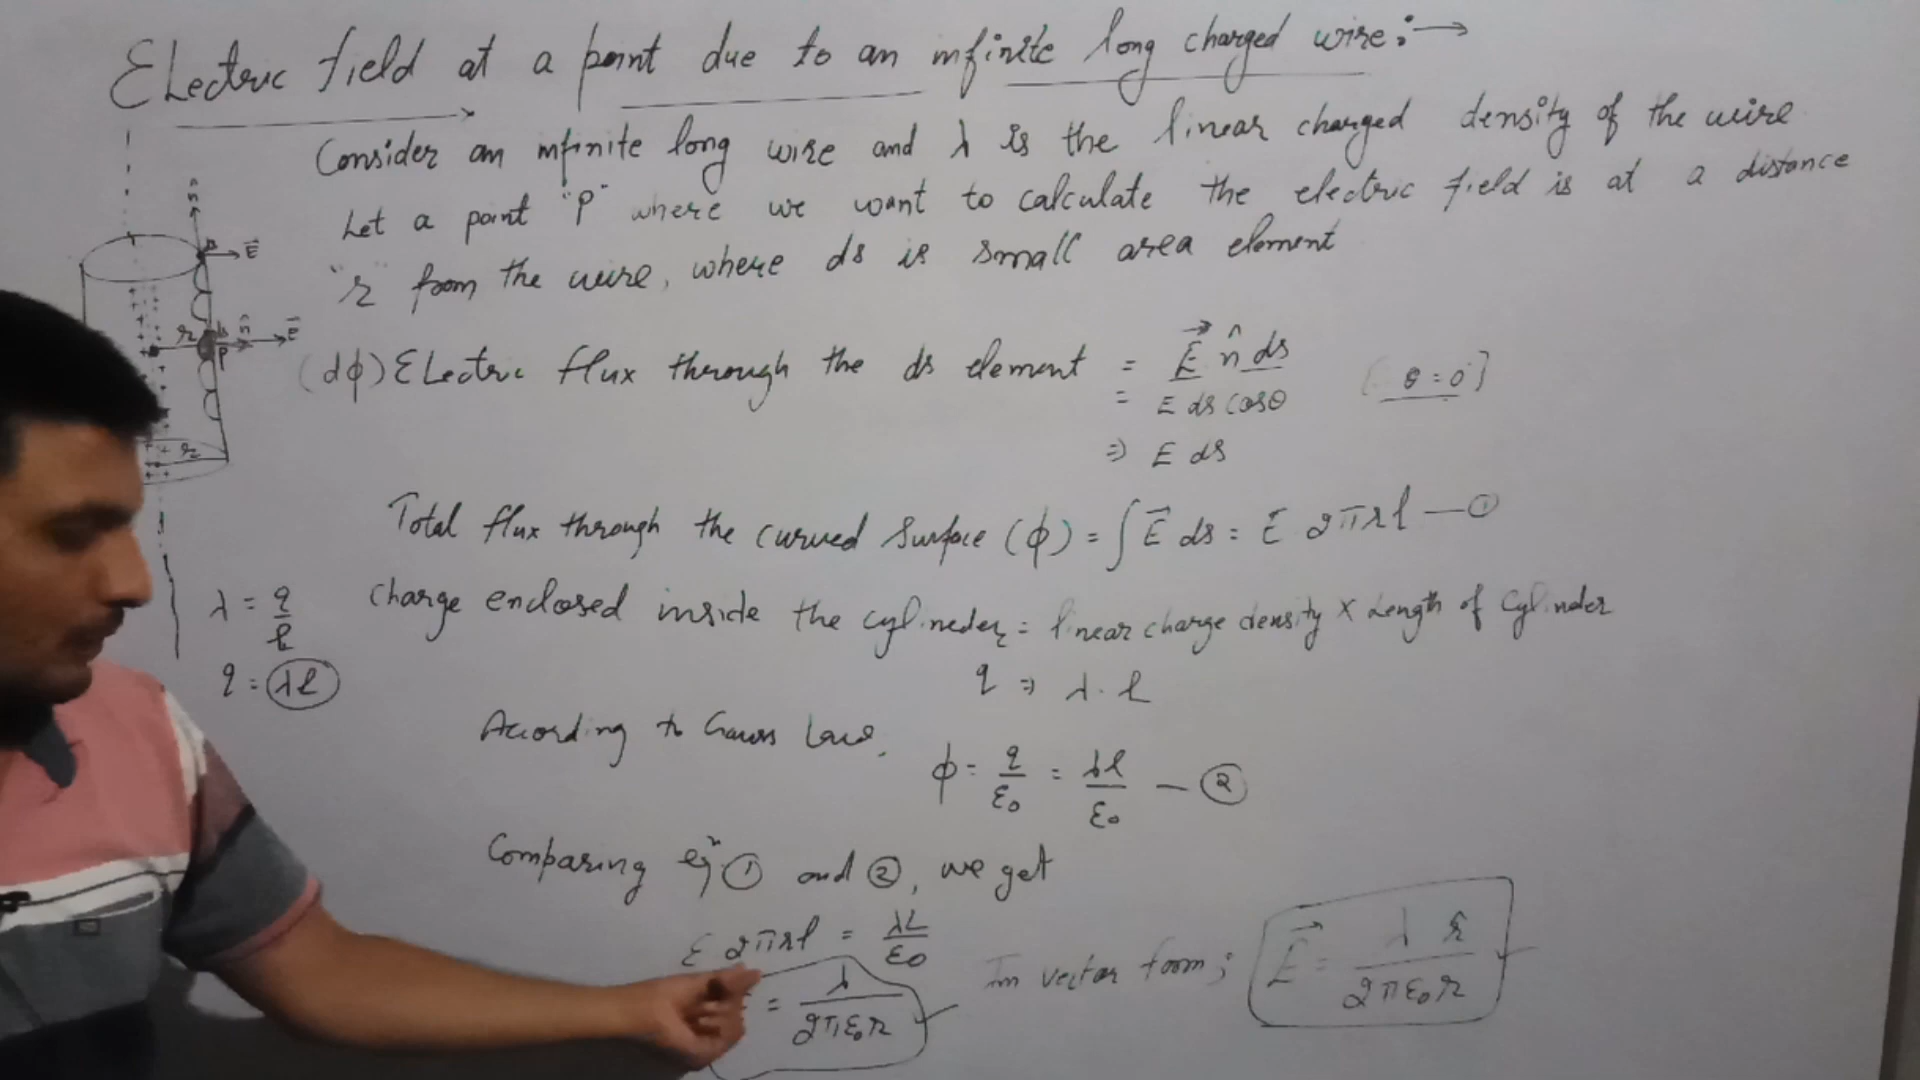 Electric field at a point due to an infinite long charged wire:→
Consider an infinite long wire and λ is the linear charged density of the wire
Let a point "P" where we want to calculate the electric field is at a distance
"r" from the wire, where ds is small area element
(dϕ) Electric flux through the ds element = E⃗ n̂ ds
= E ds cosθ [θ = 0°]
⇒ E ds
Total flux through the curved surface (ϕ) = ∫E⃗ ds = E 2πrl — ①
λ = q/l
q = λl
Charge enclosed inside the cylineder = linear charge density × Length of Cylinder
q ⇒ λ. l
According to Gauss Law,
ϕ = q/ε₀ = λl/ε₀ — ②
Comparing eqⁿ ① and ②, we get
E 2πrl = λL/ε₀
= λ/2πε₀r
In vector form; E⃗ = λ r̂/2πε₀r
n̂
E⃗
r
P
n̂
E⃗
r